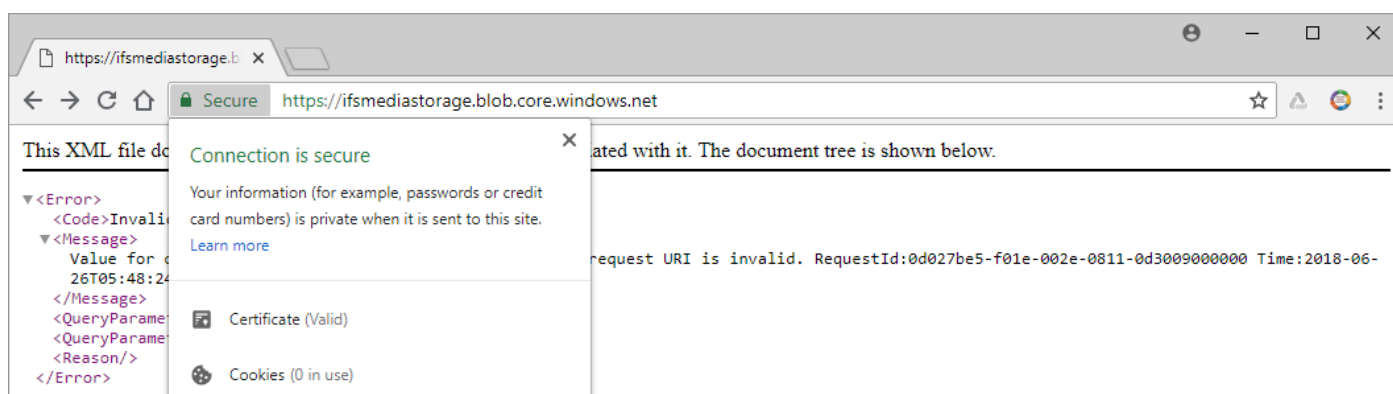 https://ifsmediastorage.b
Secure https://ifsmediastorage.blob.core.windows.net
This XML file do
ated with it. The document tree is shown below.
Connection is secure
Your information (for example, passwords or credit
card numbers) is private when it is sent to this site.
Learn more
Certificate (Valid)
Cookies (0 in use)
▼<Error>
<Code>Invali
▼<Message>
Value for
request URI is invalid. RequestId:0d027be5-f01e-002e-0811-0d3009000000 Time:2018-06-
26T05:48:24
</Message>
<QueryParame
<QueryParame
<Reason/>
</Error>